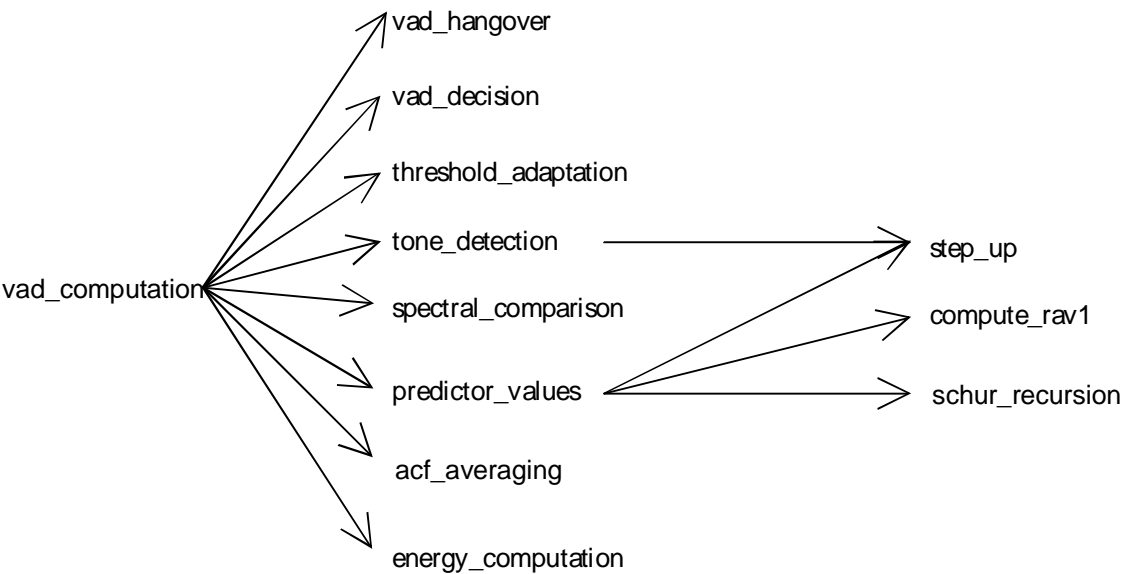 vad_hangover
vad_decision
threshold_adaptation
tone_detection
step_up
vad_computation
spectral_comparison
compute_rav1
predictor_values
schur_recursion
acf_averaging
energy_computation